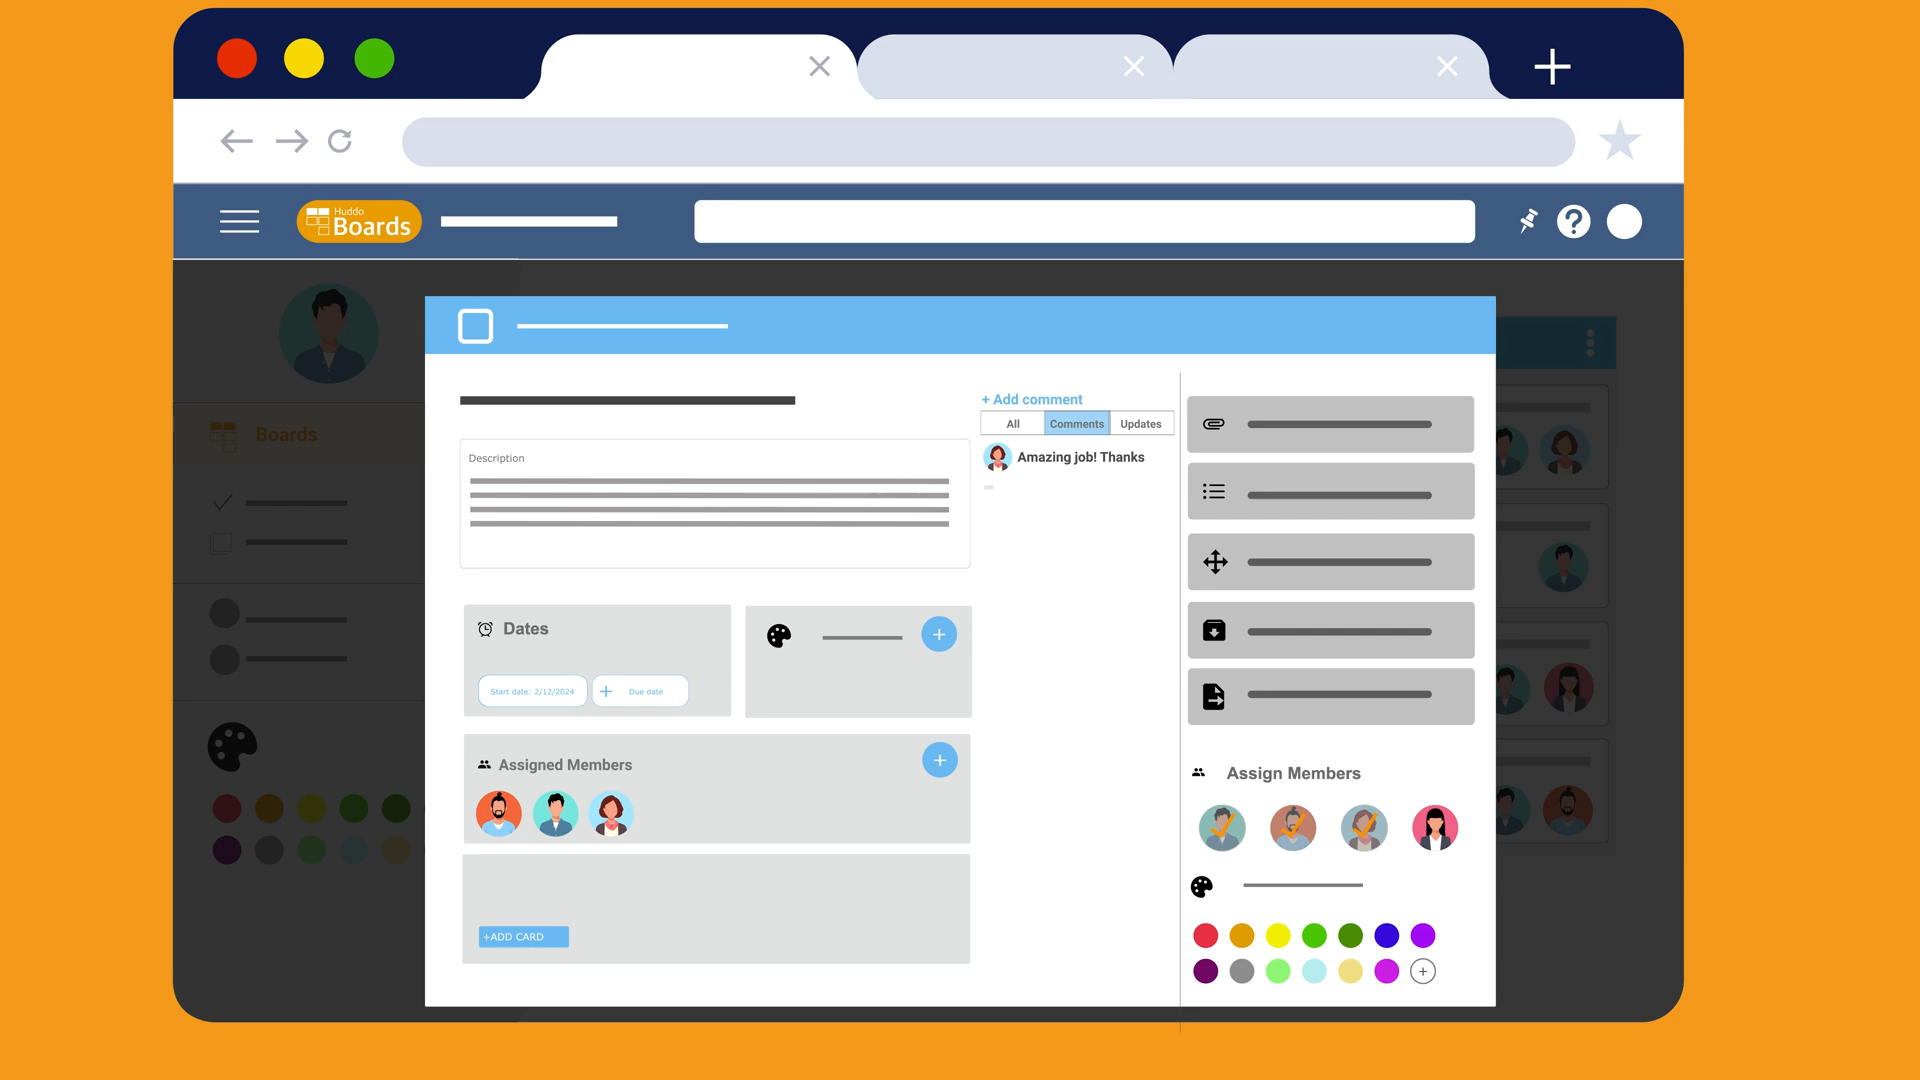 Huddo
Boards
Boards
+ Add comment
All
Comments
Updates
Amazing job! Thanks
Description
Dates
Start date: 2/12/2024
+ Due date
Assigned Members
+ADD CARD
Assign Members